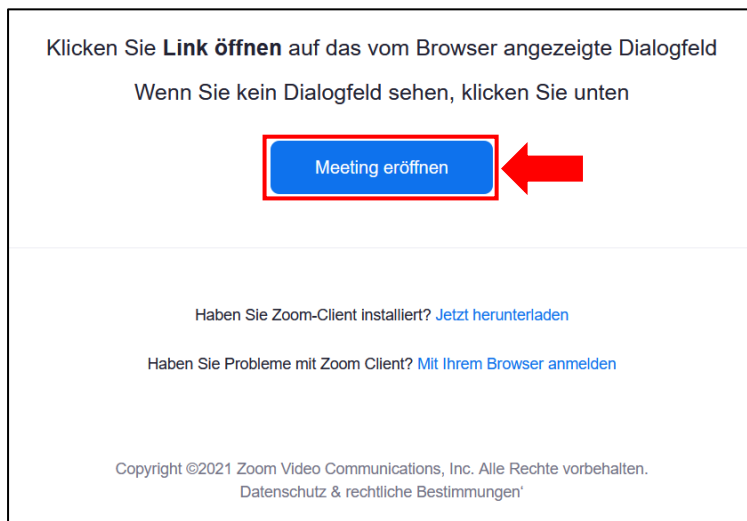 Klicken Sie Link öffnen auf das vom Browser angezeigte Dialogfeld
Wenn Sie kein Dialogfeld sehen, klicken Sie unten
Meeting eröffnen
Haben Sie Zoom-Client installiert? Jetzt herunterladen
Haben Sie Probleme mit Zoom Client? Mit Ihrem Browser anmelden
Copyright ©2021 Zoom Video Communications, Inc. Alle Rechte vorbehalten.
Datenschutz & rechtliche Bestimmungen'